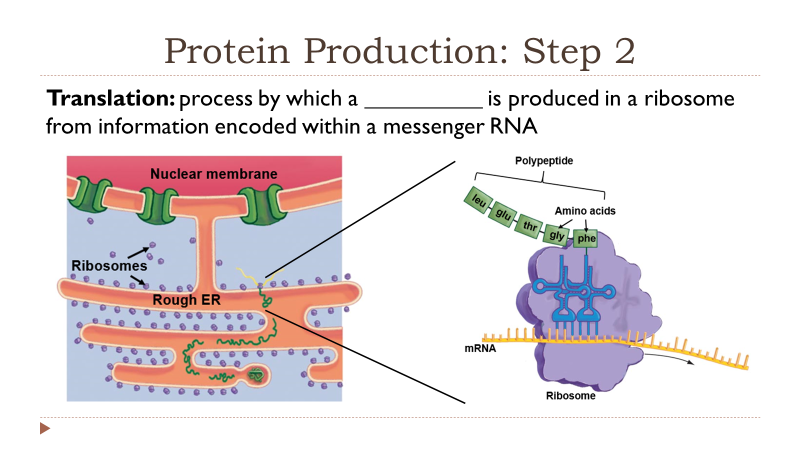 Protein Production: Step 2
Translation: process by which a __________ is produced in a ribosome
from information encoded within a messenger RNA
Nuclear membrane
Ribosomes
Rough ER
Polypeptide
Amino acids
leu
glu
thr
gly
phe
mRNA
Ribosome